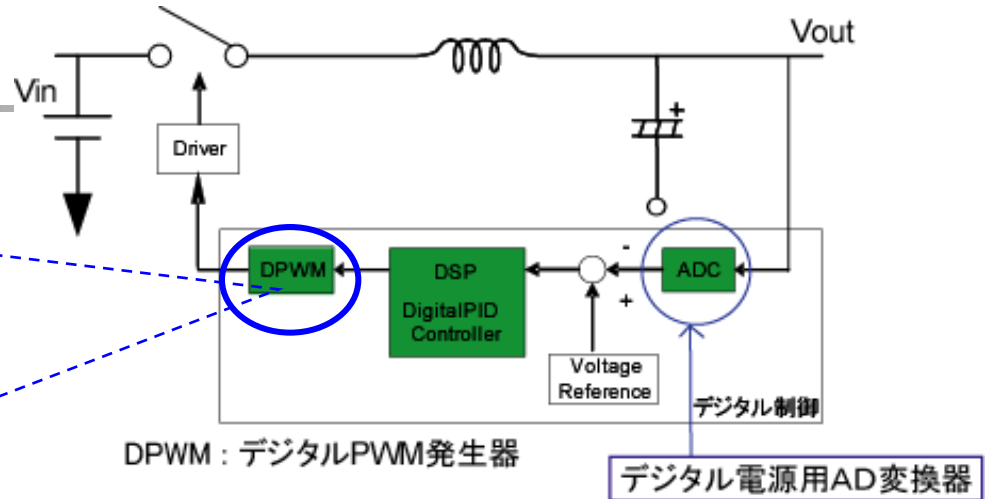 Vout
Vin
Driver
DPWM
DSP
DigitalPID
Controller
-
+
ADC
+
Voltage
Reference
デジタル制御
DPWM : デジタルPWM発生器
デジタル電源用AD変換器